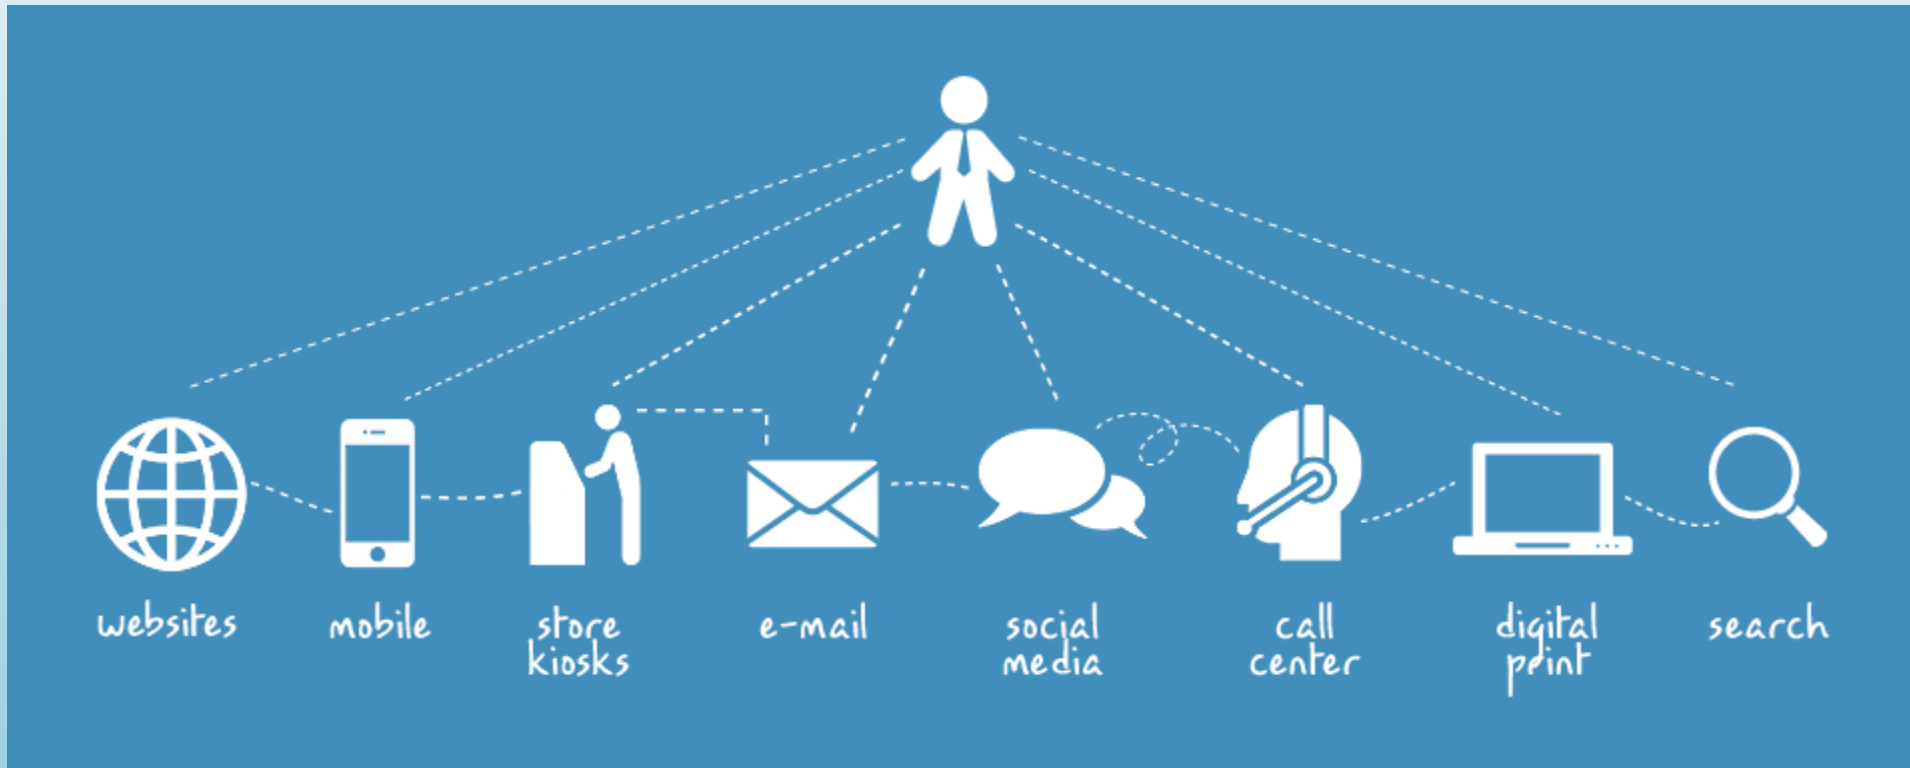 websites
mobile
store
kiosks
e-mail
social
media
call
center
digital
print
search